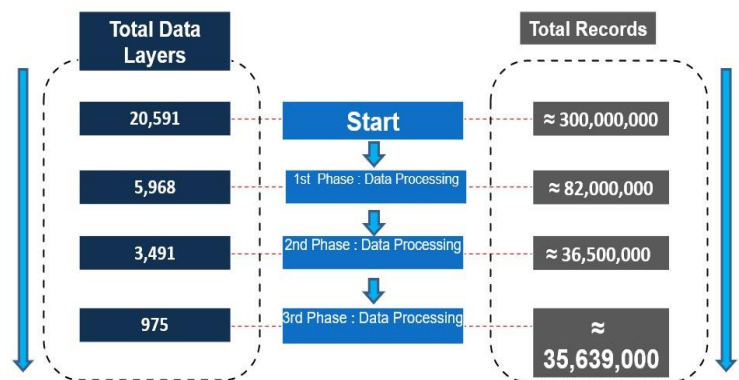 Total Data
Layers
Total Records
20,591
Start
≈ 300,000,000
5,968
1st Phase : Data Processing
≈ 82,000,000
3,491
2nd Phase : Data Processing
≈ 36,500,000
975
3rd Phase : Data Processing
≈
35,639,000